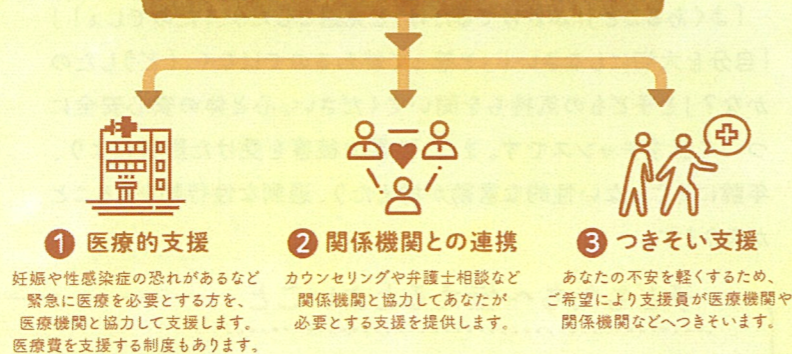 ❶ 医療的支援
妊娠や性感染症の恐れがあるなど
緊急に医療を必要とする方を、
医療機関と協力して支援します。
医療費を支援する制度もあります。
❷ 関係機関との連携
カウンセリングや弁護士相談など
関係機関と協力してあなたが
必要とする支援を提供します。
❸ つきそい支援
あなたの不安を軽くするため、
ご希望により支援員が医療機関や
関係機関などへつきそいます。